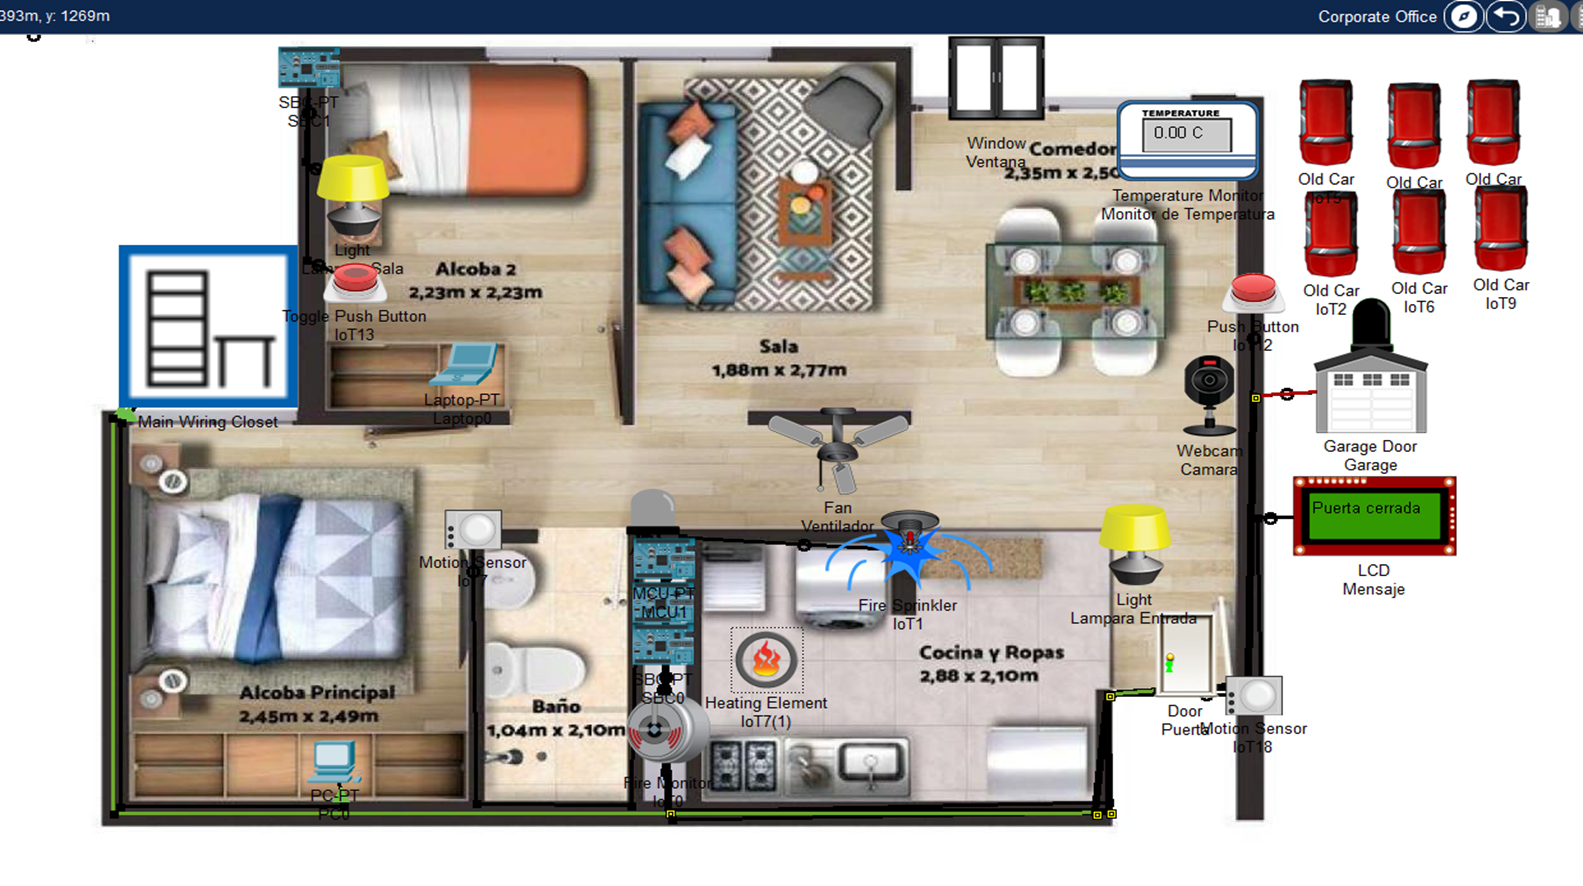 393m, y: 1269m
Corporate Office
SBC-PT
SBC1
Window
Ventana
Comedor
2,35m x 2,50
TEMPERATURE
0.00 C
Temperature Monitor
Monitor de Temperatura
Old Car
IoT5
Old Car
Old Car
Old Car
IoT2
Old Car
IoT6
Old Car
IoT9
Light
Lampara Sala
Alcoba 2
2,23m x 2,23m
Toggle Push Button
IoT13
Push Button
IoT12
Sala
1,88m x 2,77m
Laptop-PT
Laptop0
Main Wiring Closet
Webcam
Camara
Garage Door
Garage
Fan
Ventilador
Puerta cerrada
LCD
Mensaje
Motion Sensor
MCU-PT
MCU1
Fire Sprinkler
IoT1
Light
Lampara Entrada
Cocina y Ropas
2,88 x 2,10m
SBC-PT
SBC0
Heating Element
IoT7(1)
Alcoba Principal
2,45m x 2,49m
Baño
1,04m x 2,10m
Door
Puerta
Motion Sensor
IoT18
Fire Monitor
IoT0
PC-PT
PC0